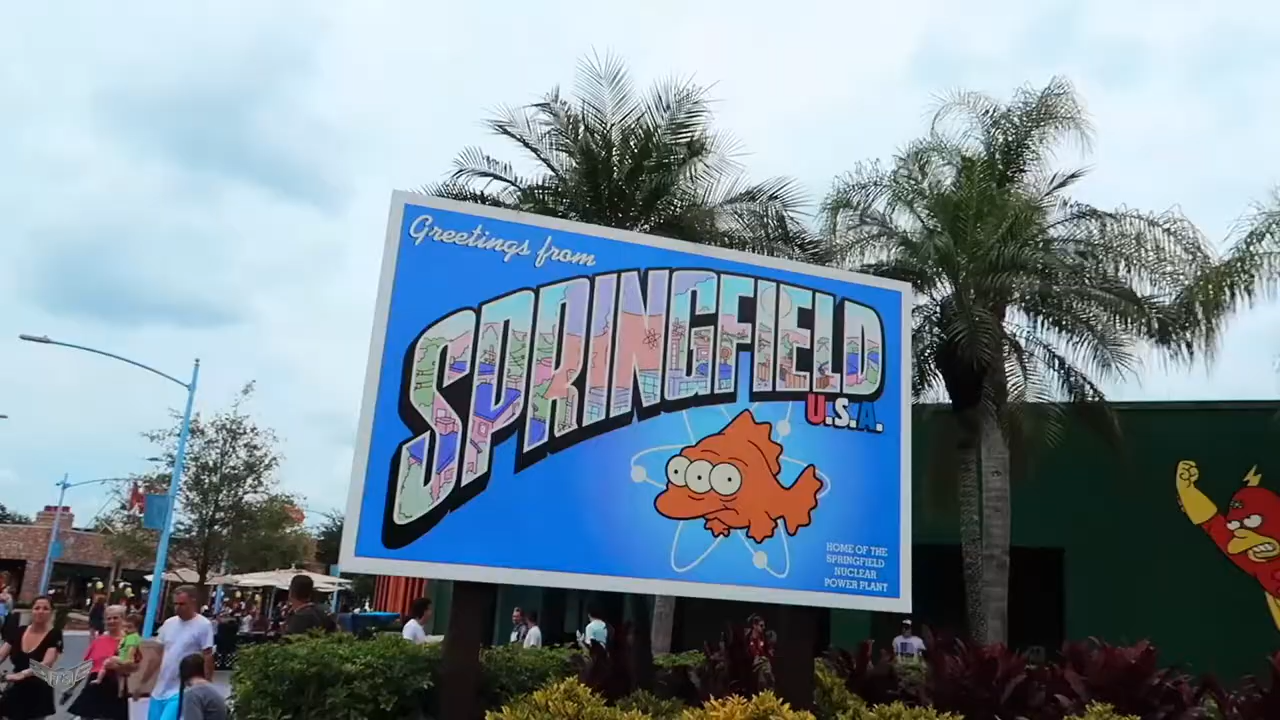 Greetings from
SPRINGFIELD
U.S.A.
HOME OF THE
SPRINGFIELD
NUCLEAR
POWER PLANT